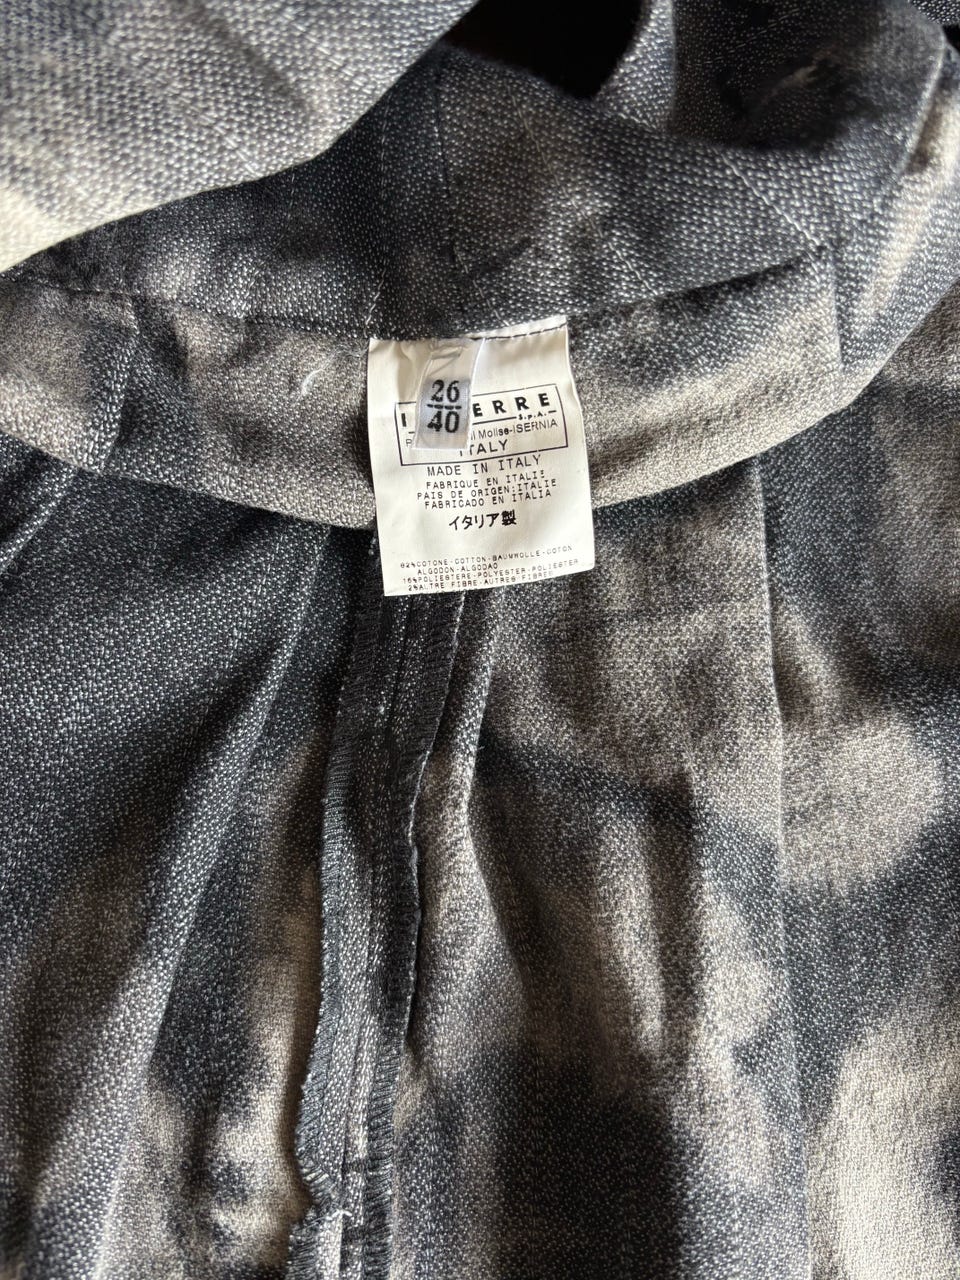 26
40
I ERRE
S.p.A.
P l Molise-ISERNIA
ITALY
MADE IN ITALY
FABRIQUE EN ITALIE
PAIS DE ORIGEN:ITALIE
FABRICADO EN ITALIA
イタリア製
82%COTONE-COTTON-BAUMWOLLE-COTON
ALGODON-ALGODAO
16%POLIESTERE-POLYESTER-POLIESTER
2%ALTRE FIBRE-AUTRES FIBRES